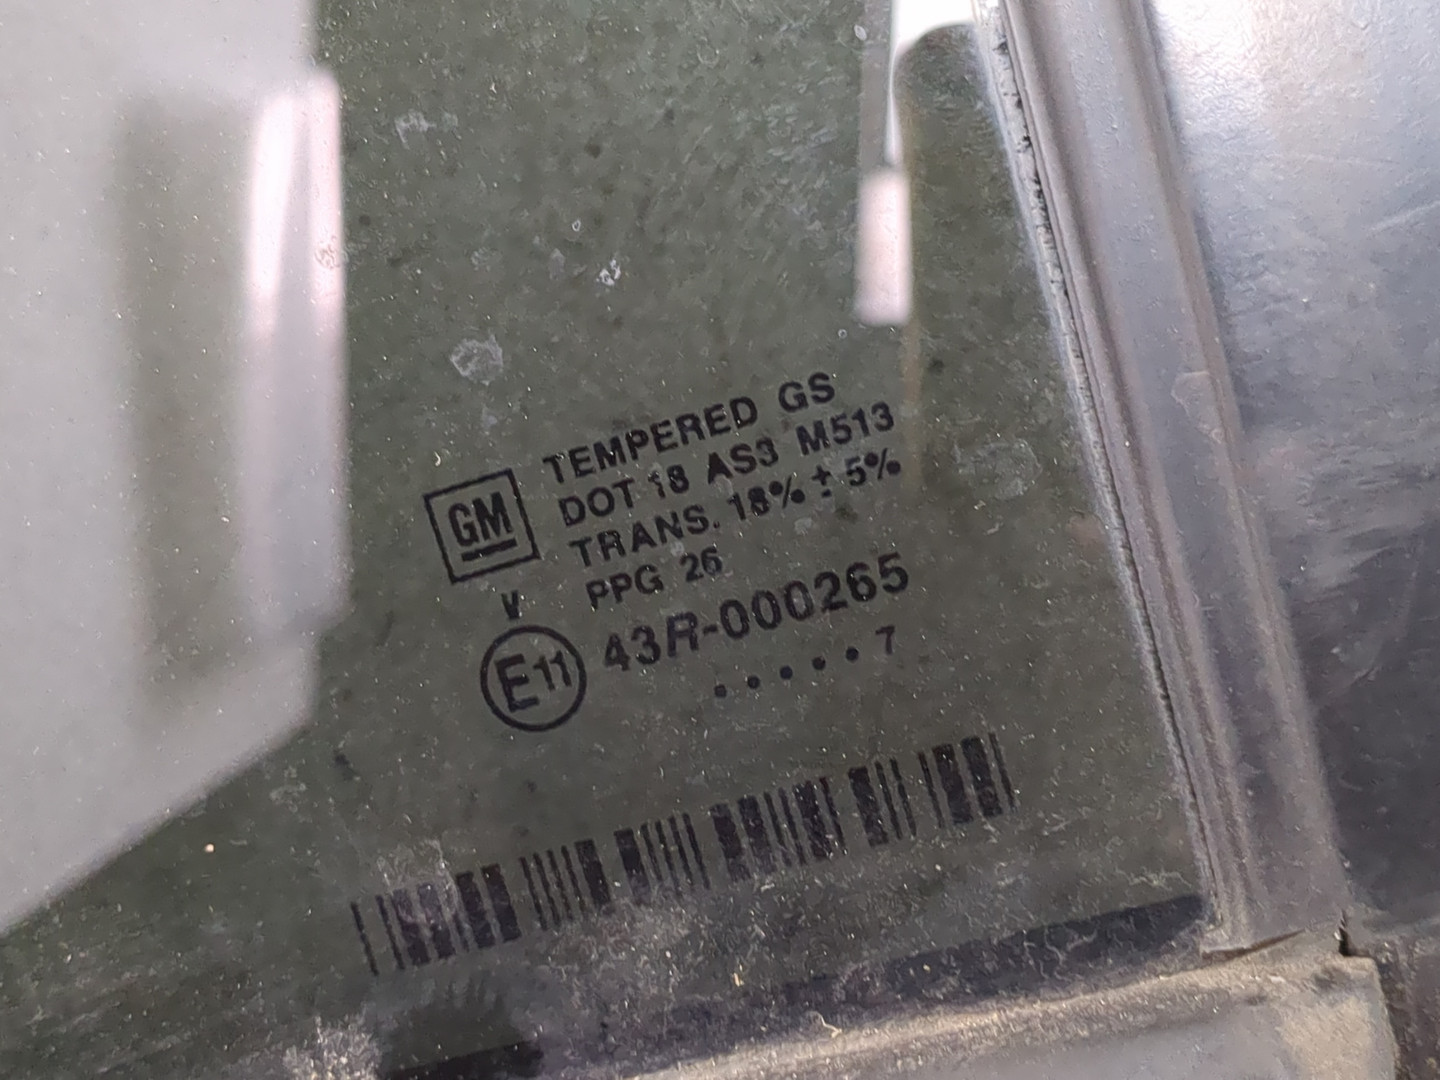 TEMPERED GS
GM
DOT 18 AS3 M513
TRANS. 18% ± 5%
PPG 26
V
E11 43R-000265
.....7